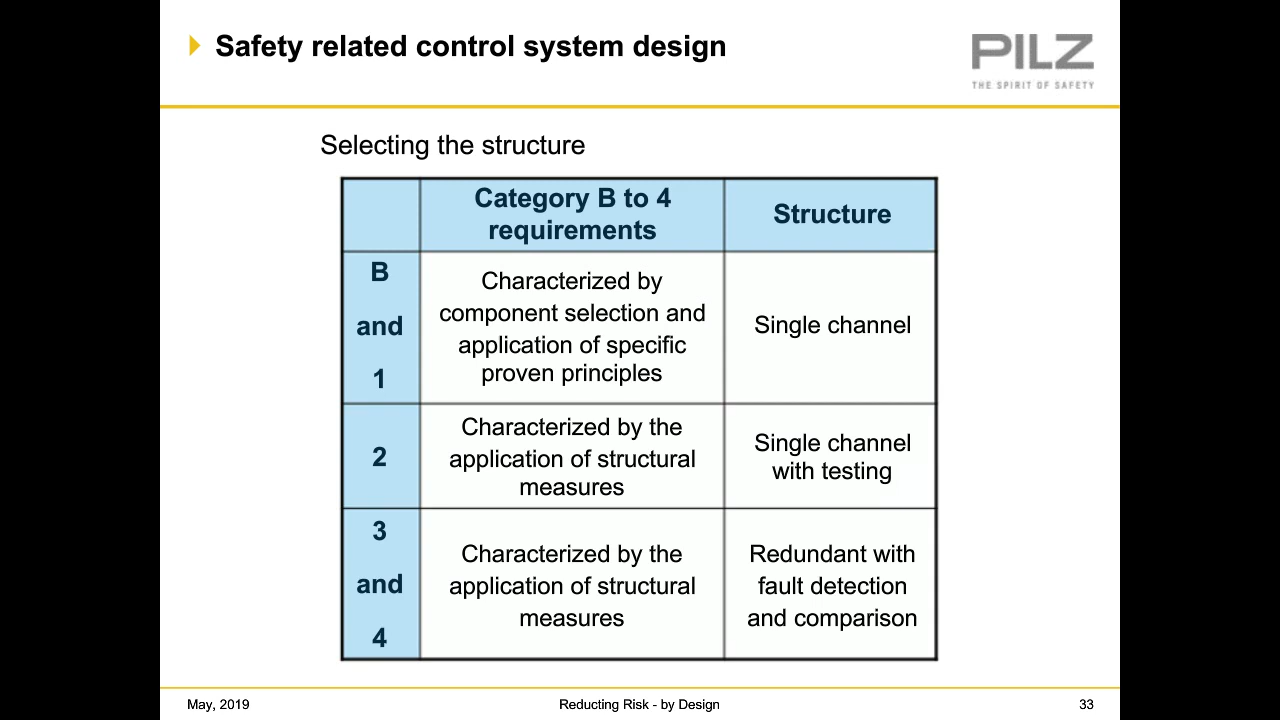 Safety related control system design
PILZ
THE SPIRIT OF SAFETY
Selecting the structure
Category B to 4
requirements
Structure
B
and
1
Characterized by
component selection and
application of specific
proven principles
Single channel
2
Characterized by the
application of structural
measures
Single channel
with testing
3
and
4
Characterized by the
application of structural
measures
Redundant with
fault detection
and comparison
May, 2019
Reducting Risk - by Design
33